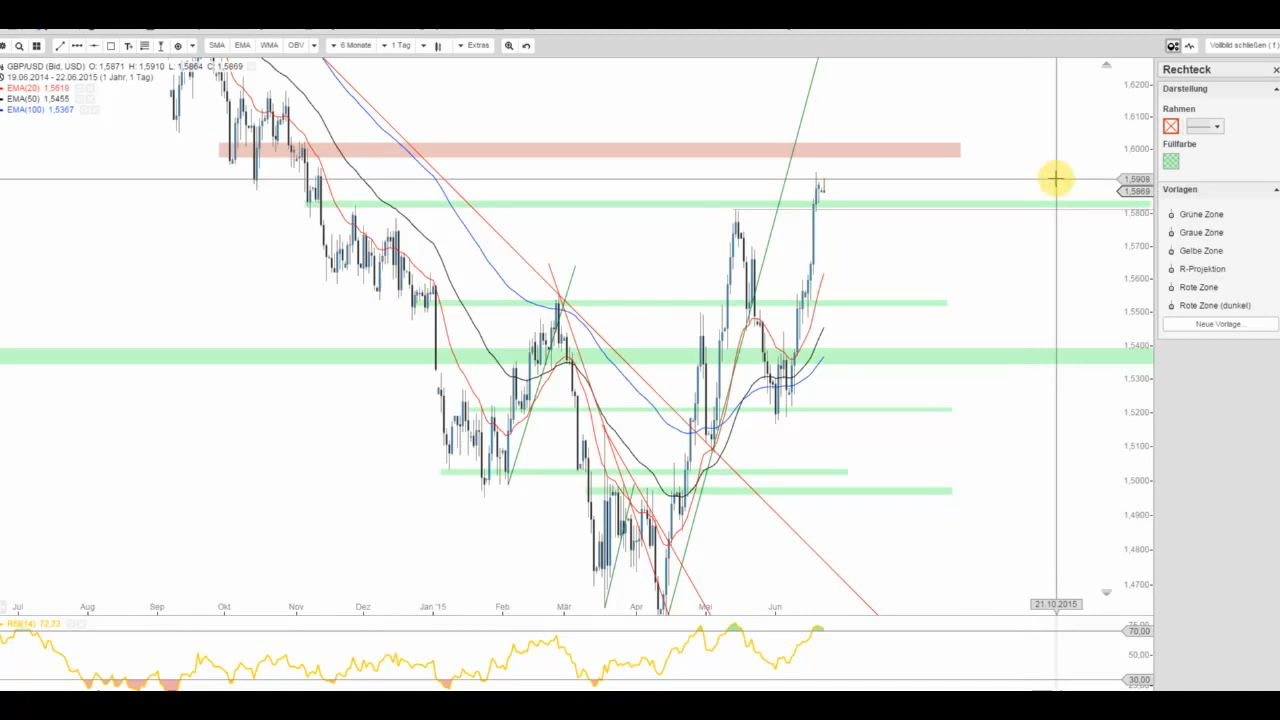 SMA EMA WMA OBV 6 Monate 1 Tag Extras Vollbild schließen ( f )
GBP/USD (Bid, USD) O: 1,5871 H: 1,5910 L: 1,5864 C: 1,5869
19.06.2014 - 22.06.2015 (1 Jahr, 1 Tag)
EMA(20) 1,5619
EMA(50) 1,5455
EMA(100) 1,5367
Rechteck
Darstellung
Rahmen
Füllfarbe
Vorlagen
Grüne Zone
Graue Zone
Gelbe Zone
R-Projektion
Rote Zone
Rote Zone (dunkel)
Neue Vorlage...
1,6200
1,6100
1,6000
1,5908
1,5869
1,5800
1,5700
1,5600
1,5500
1,5400
1,5300
1,5200
1,5100
1,5000
1,4900
1,4800
1,4700
Jul Aug Sep Okt Nov Dez Jan '15 Feb Mär Apr Mai Jun 21.10.2015
RSI(14) 72,23
70,00
50,00
30,00